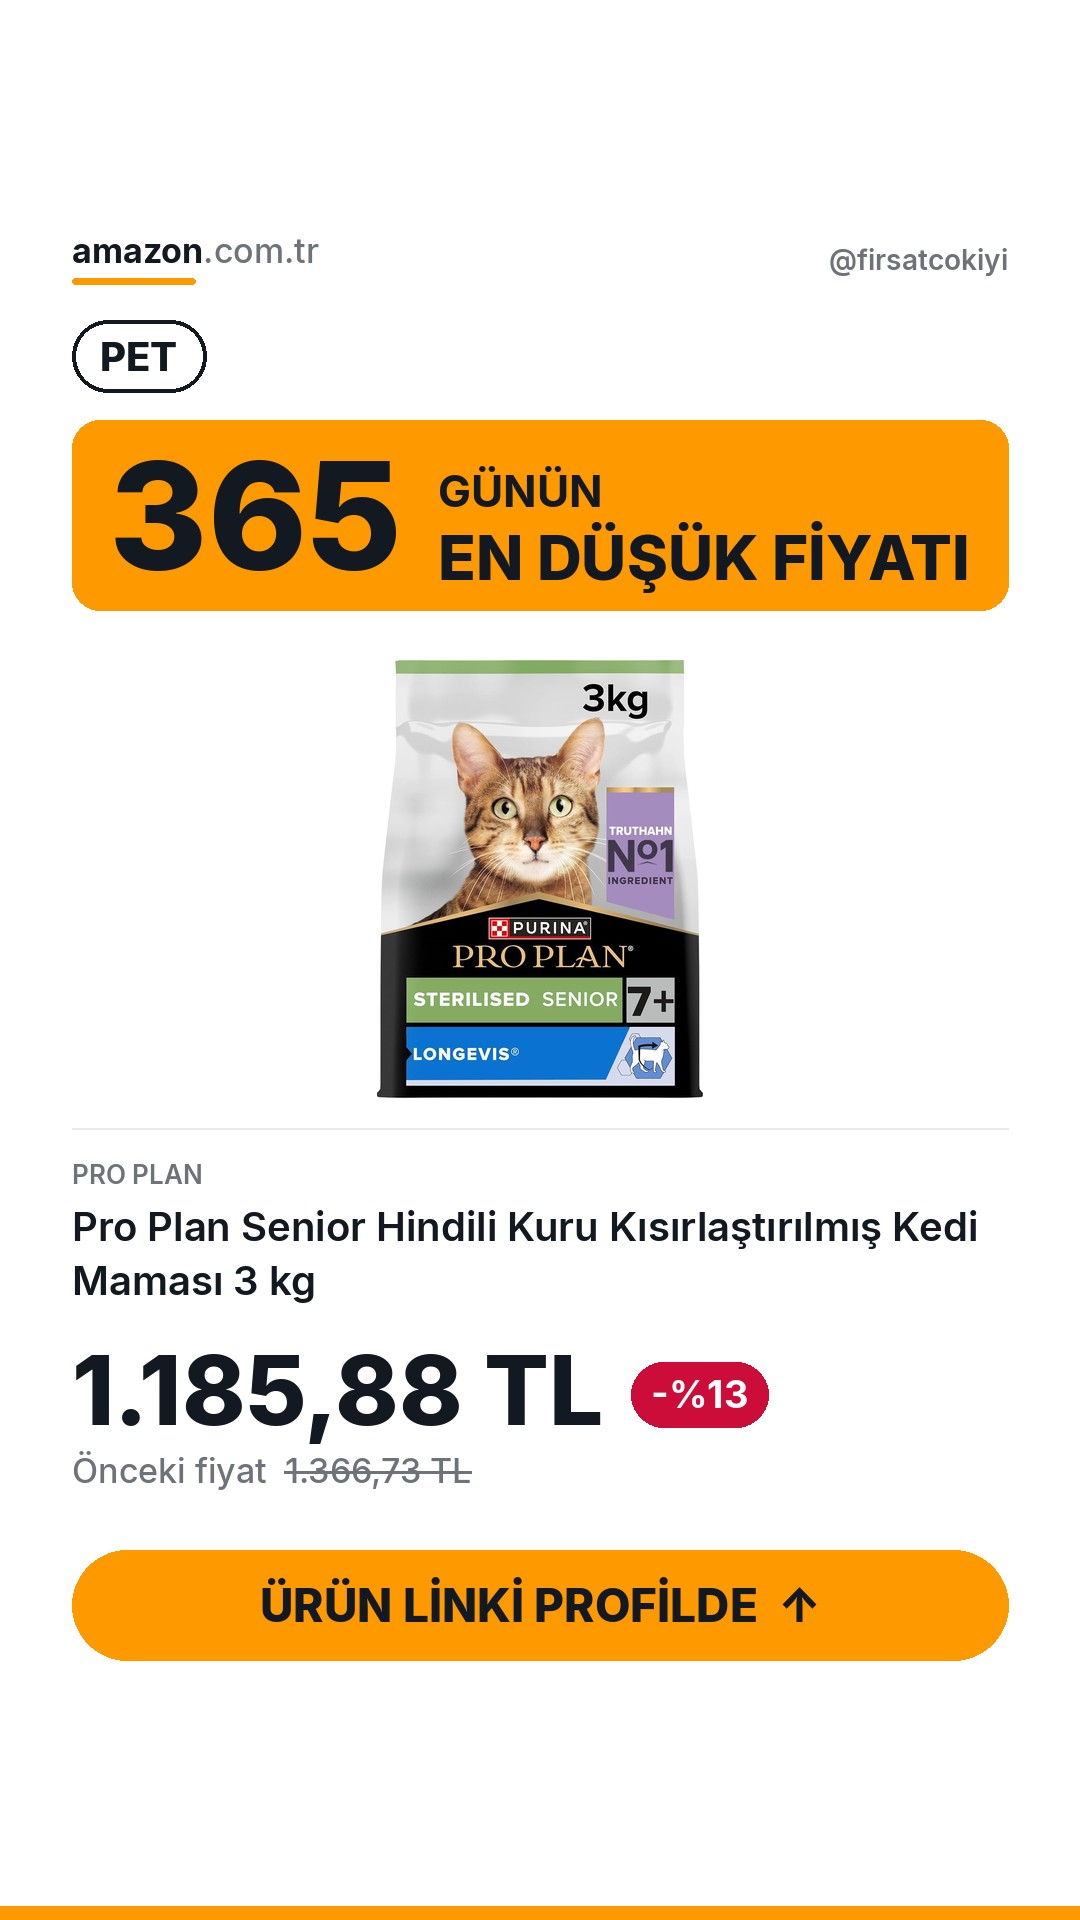 amazon.com.tr
@firsatcokiyi
PET
365
GÜNÜN
EN DÜŞÜK FİYATI
3kg
TRUTHAHN
Nº1
INGREDIENT
PURINA®
PRO PLAN®
STERILISED SENIOR 7+
LONGEVIS®
PRO PLAN
Pro Plan Senior Hindili Kuru Kısırlaştırılmış Kedi
Maması 3 kg
1.185,88 TL -%13
Önceki fiyat 1.366,73 TL
ÜRÜN LİNKİ PROFİLDE ↑